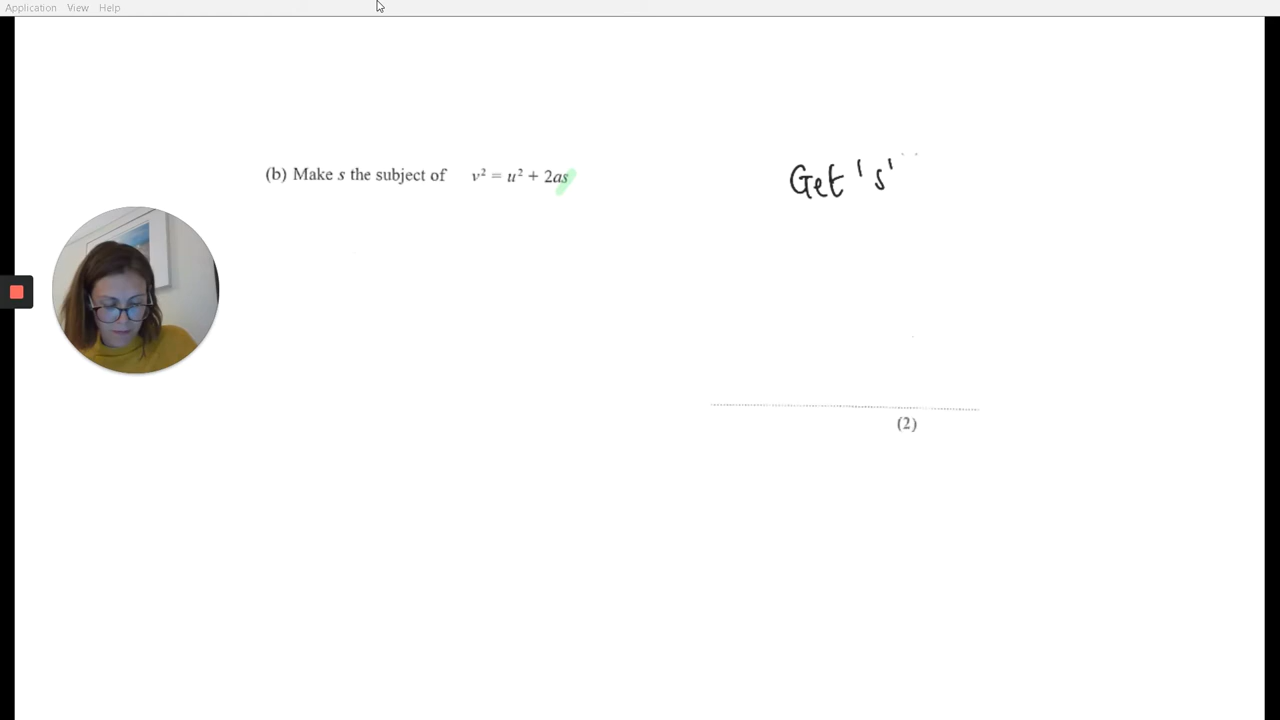 Application View Help
(b) Make s the subject of v² = u² + 2as
Get 's'
(2)